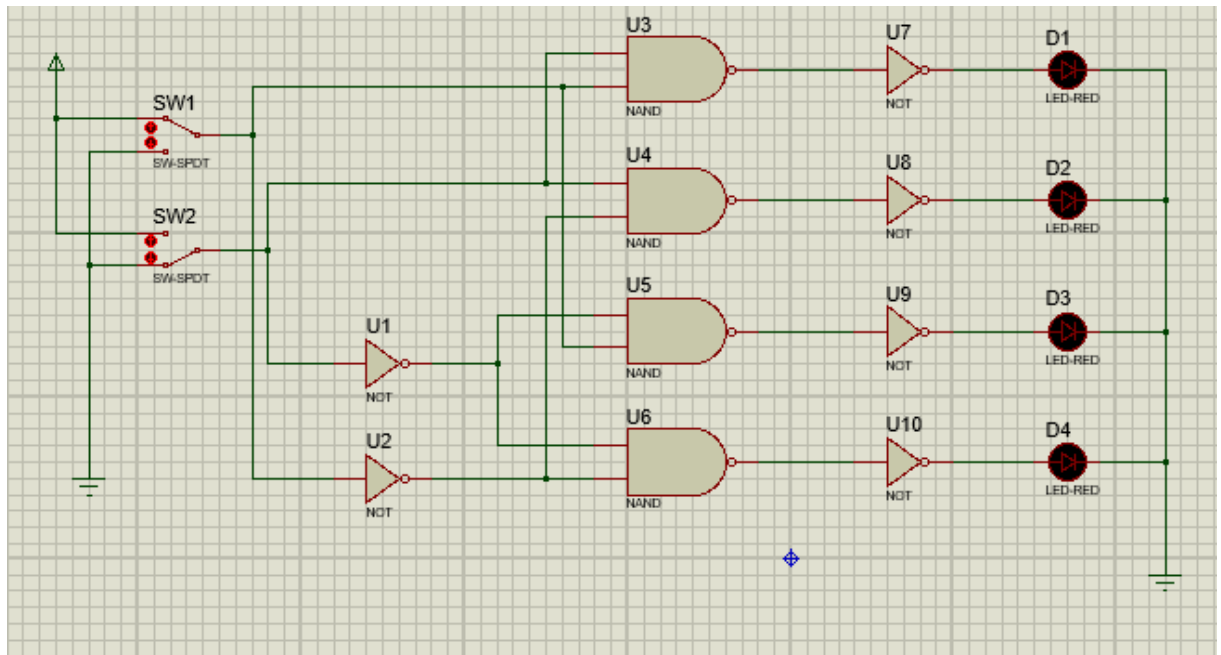 U3
NAND
U7
NOT
D1
LED-RED
SW1
SW-SPDT
U4
NAND
U8
NOT
D2
LED-RED
SW2
SW-SPDT
U5
NAND
U9
NOT
D3
LED-RED
U1
NOT
U6
NAND
U10
NOT
D4
LED-RED
U2
NOT